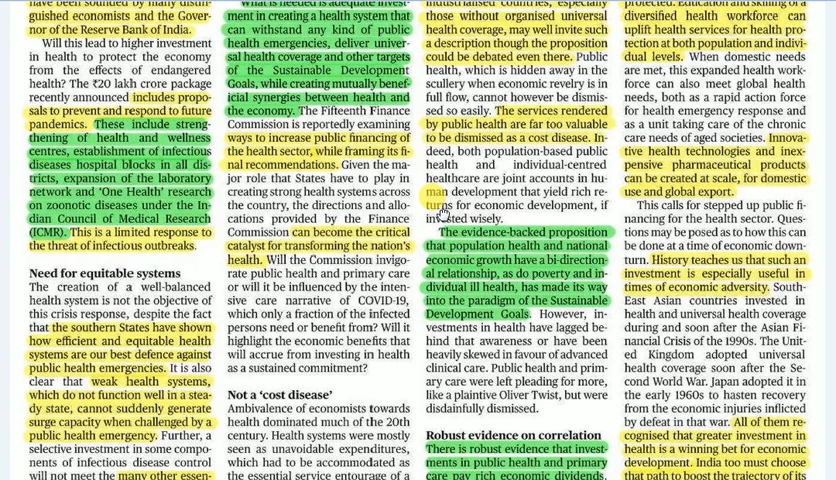 have been sounded by many distin-
guished economists and the Gover-
nor of the Reserve Bank of India.
Will this lead to higher investment
in health to protect the economy
from the effects of endangered
health? The ₹20 lakh crore package
recently announced includes propo-
sals to prevent and respond to future
pandemics. These include streng-
thening of health and wellness
centres, establishment of infectious
diseases hospital blocks in all dis-
tricts, expansion of the laboratory
network and 'One Health' research
on zoonotic diseases under the In-
dian Council of Medical Research
(ICMR). This is a limited response to
the threat of infectious outbreaks.
Need for equitable systems
The creation of a well-balanced
health system is not the objective of
this crisis response, despite the fact
that the southern States have shown
how efficient and equitable health
systems are our best defence against
public health emergencies. It is also
clear that weak health systems,
which do not function well in a stea-
dy state, cannot suddenly generate
surge capacity when challenged by a
public health emergency. Further, a
selective investment in some compo-
nents of infectious disease control
will not meet the many other essen-
What is needed is adequate invest-
ment in creating a health system that
can withstand any kind of public
health emergencies, deliver univer-
sal health coverage and other targets
of the Sustainable Development
Goals, while creating mutually benef-
icial synergies between health and
the economy. The Fifteenth Finance
Commission is reportedly examining
ways to increase public financing of
the health sector, while framing its fi-
nal recommendations. Given the ma-
jor role that States have to play in
creating strong health systems across
the country, the directions and allo-
cations provided by the Finance
Commission can become the critical
catalyst for transforming the nation's
health. Will the Commission invigo-
rate public health and primary care
or will it be influenced by the inten-
sive care narrative of COVID-19,
which only a fraction of the infected
persons need or benefit from? Will it
highlight the economic benefits that
will accrue from investing in health
as a sustained commitment?
Not a 'cost disease'
Ambivalence of economists towards
health dominated much of the 20th
century. Health systems were mostly
seen as unavoidable expenditures,
which had to be accommodated as
the essential service entourage of a
industrialised countries, especially
those without organised universal
health coverage, may well invite such
a description though the proposition
could be debated even there. Public
health, which is hidden away in the
scullery when economic revelry is in
full flow, cannot however be dismis-
sed so easily. The services rendered
by public health are far too valuable
to be dismissed as a cost disease. In-
deed, both population-based public
health and individual-centred
healthcare are joint accounts in hu-
man development that yield rich re-
turns for economic development, if
invested wisely.
The evidence-backed proposition
that population health and national
economic growth have a bi-direction-
al relationship, as do poverty and in-
dividual ill health, has made its way
into the paradigm of the Sustainable
Development Goals. However, in-
vestments in health have lagged be-
hind that awareness or have been
heavily skewed in favour of advanced
clinical care. Public health and prim-
ary care were left pleading for more,
like a plaintive Oliver Twist, but were
disdainfully dismissed.
Robust evidence on correlation
There is robust evidence that invest-
ments in public health and primary
care pay rich economic dividends.
protected. Education and skilling of a
diversified health workforce can
uplift health services for health pro-
tection at both population and indivi-
dual levels. When domestic needs
are met, this expanded health work-
force can also meet global health
needs, both as a rapid action force
for health emergency response and
as a unit taking care of the chronic
care needs of aged societies. Innova-
tive health technologies and inex-
pensive pharmaceutical products
can be created at scale, for domestic
use and global export.
This calls for stepped up public fi-
nancing for the health sector. Ques-
tions may be posed as to how this can
be done at a time of economic down-
turn. History teaches us that such an
investment is especially useful in
times of economic adversity. South-
East Asian countries invested in
health and universal health coverage
during and soon after the Asian Fi-
nancial Crisis of the 1990s. The Unit-
ed Kingdom adopted universal
health coverage soon after the Se-
cond World War. Japan adopted it in
the early 1960s to hasten recovery
from the economic injuries inflicted
by defeat in that war. All of them re-
cognised that greater investment in
health is a winning bet for economic
development. India too must choose
that path to boost the trajectory of its